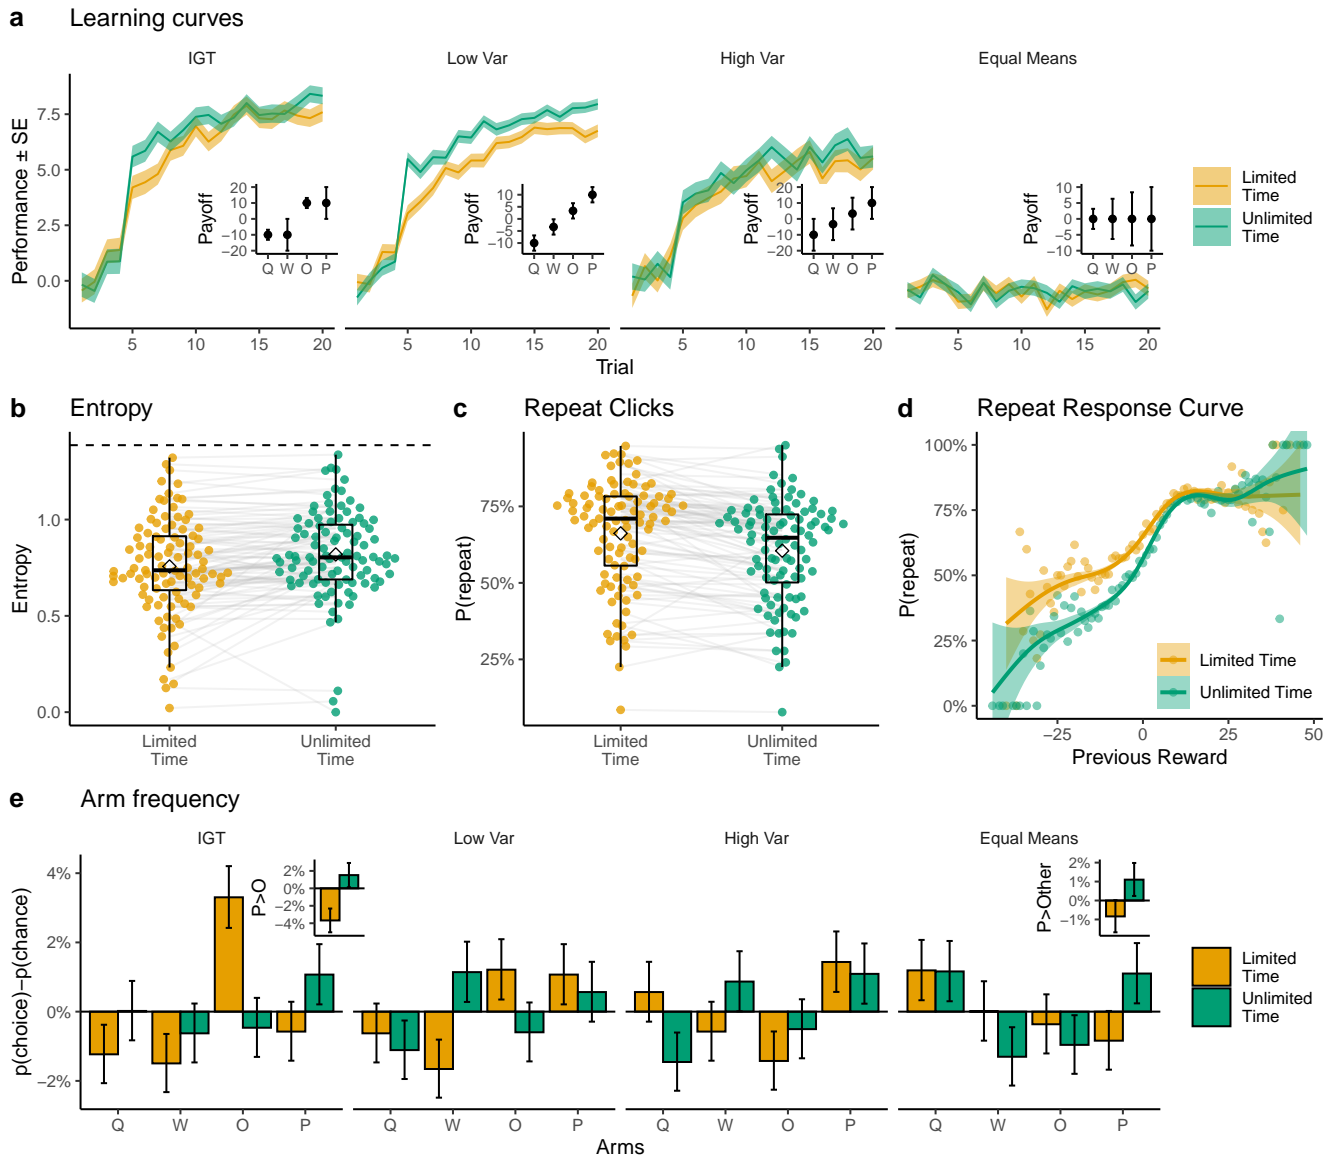 a Learning curves
IGT Low Var High Var Equal Means
Performance ± SE
7.5
5.0
2.5
0.0
Payoff
20
10
0
−10
−20
Q W O P
Payoff
10
5
0
−5
−10
Q W O P
Payoff
20
10
0
−10
−20
Q W O P
Payoff
10
5
0
−5
−10
Q W O P
5 10 15 20 5 10 15 20 5 10 15 20 5 10 15 20
Trial
Limited
Time
Unlimited
Time
b Entropy
Entropy
1.0
0.5
0.0
Limited
Time
Unlimited
Time
c Repeat Clicks
P(repeat)
75%
50%
25%
Limited
Time
Unlimited
Time
d Repeat Response Curve
P(repeat)
100%
75%
50%
25%
0%
Limited Time
Unlimited Time
−25 0 25 50
Previous Reward
e Arm frequency
IGT Low Var High Var Equal Means
p(choice)−p(chance)
4%
2%
0%
−2%
P>O
2%
0%
−2%
−4%
P>Other
2%
1%
0%
−1%
Q W O P Q W O P Q W O P Q W O P
Arms
Limited
Time
Unlimited
Time